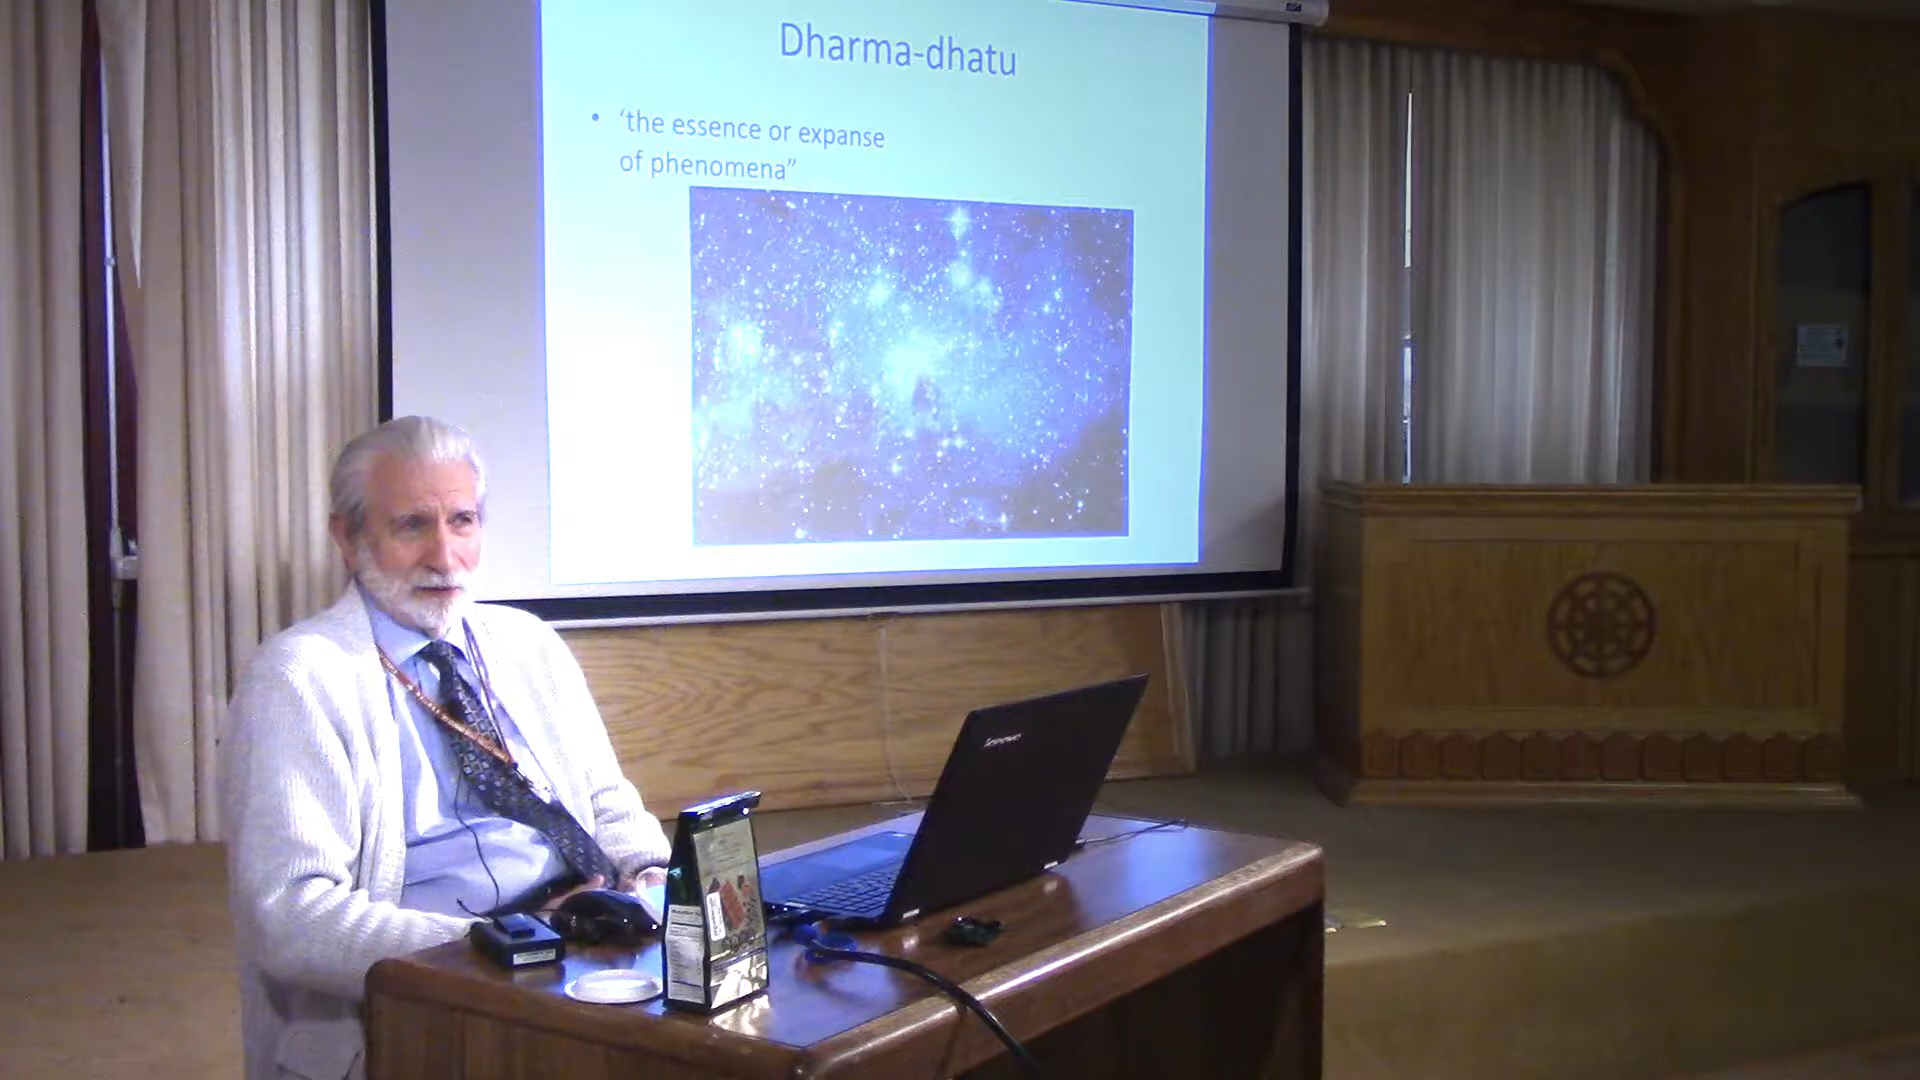 Dharma-dhatu
• ‘the essence or expanse
of phenomena”
lenovo